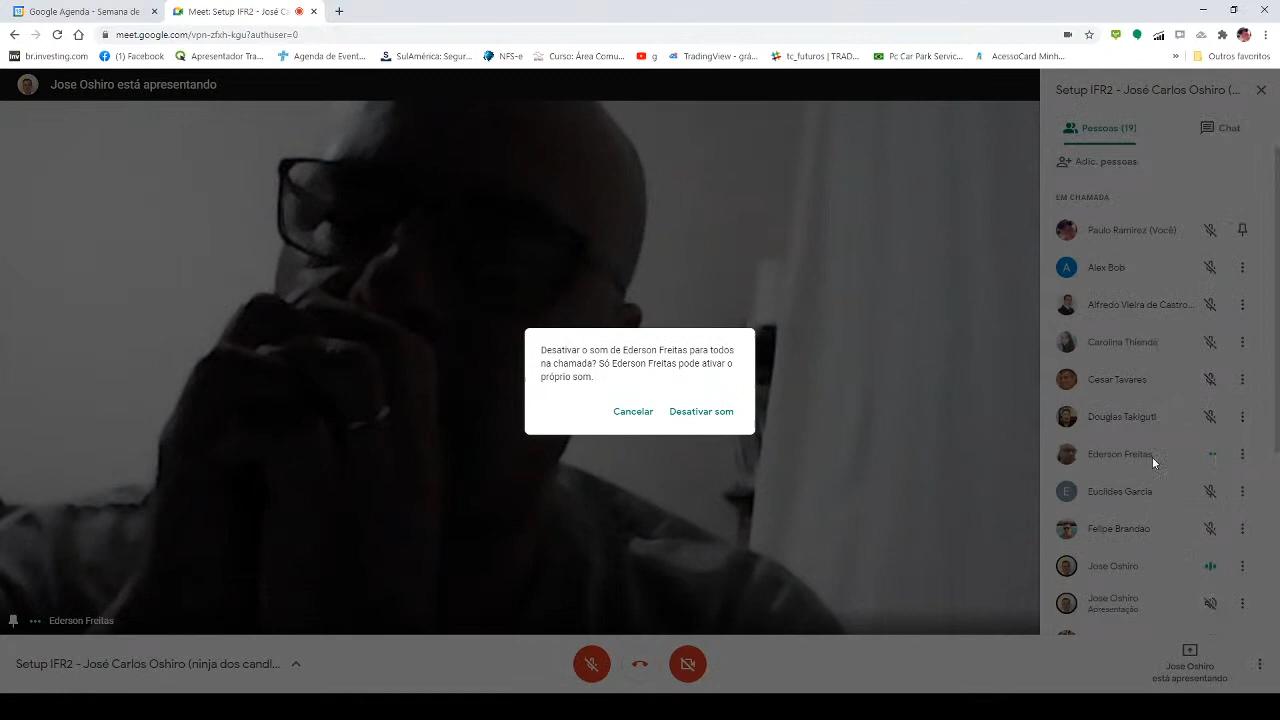 Google Agenda - Semana de
Meet: Setup IFR2 - José Ca
meet.google.com/vpn-zfxh-kgu?authuser=0
br.investing.com
(1) Facebook
Apresentador Tra...
Agenda de Event...
SulAmérica: Segur...
NFS-e
Curso: Área Comu...
g
TradingView - grá...
tc_futuros | TRAD...
Pc Car Park Servic...
AcessoCard Minh...
»
Outros favoritos
Jose Oshiro está apresentando
Setup IFR2 - José Carlos Oshiro (...
Pessoas (19)
Chat
Adic. pessoas
EM CHAMADA
Paulo Ramirez (Você)
A
Alex Bob
Alfredo Vieira de Castro...
Carolina Thienda
Cesar Tavares
Douglas Takiguti
Ederson Freitas
E
Euclides Garcia
Felipe Brandao
Jose Oshiro
Jose Oshiro
Apresentação
Desativar o som de Ederson Freitas para todos
na chamada? Só Ederson Freitas pode ativar o
próprio som.
Cancelar
Desativar som
Ederson Freitas
Setup IFR2 - José Carlos Oshiro (ninja dos candl...
Jose Oshiro
está apresentando